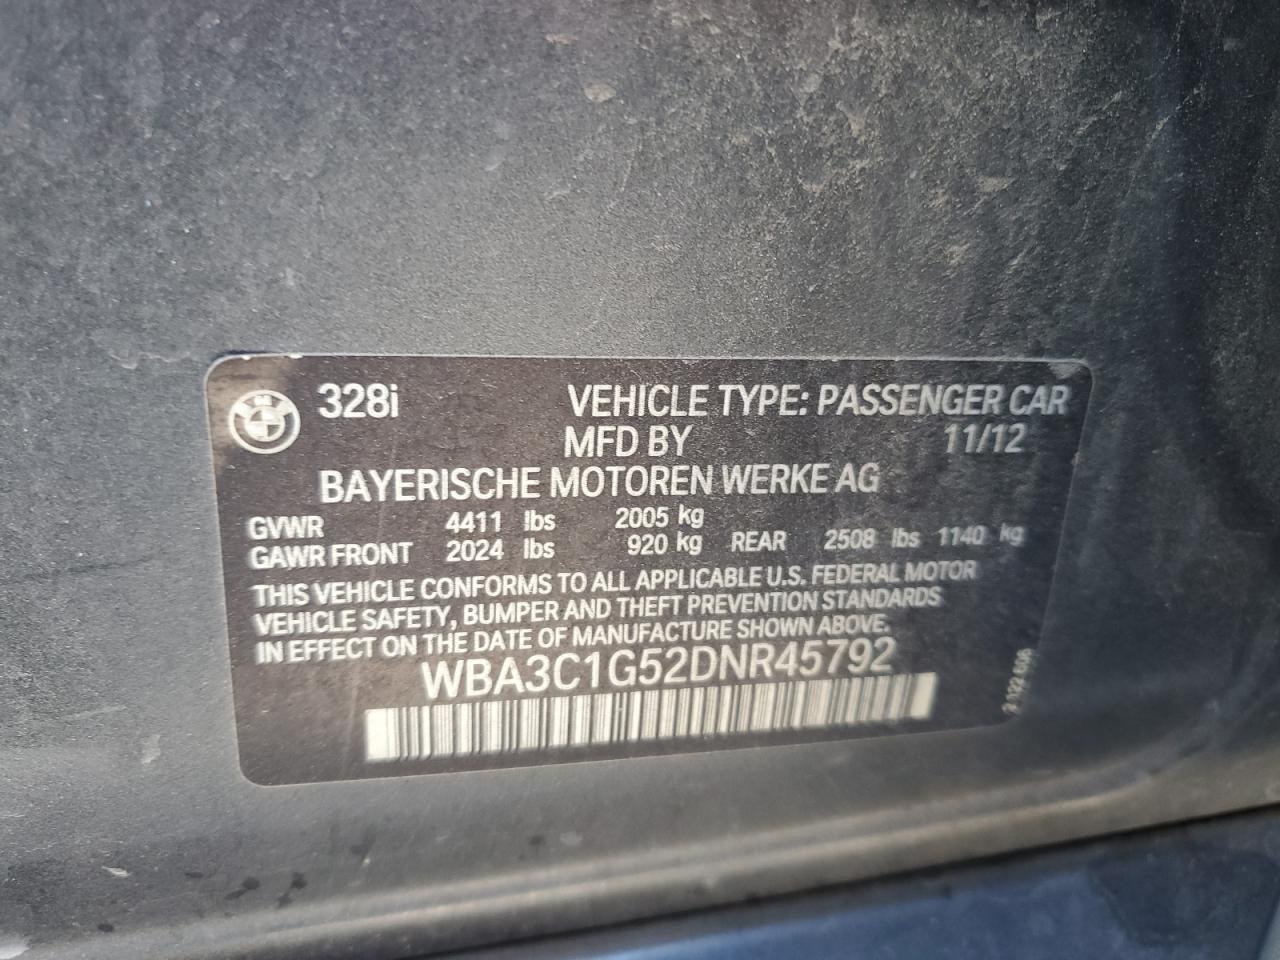 328i VEHICLE TYPE: PASSENGER CAR
MFD BY 11/12
BAYERISCHE MOTOREN WERKE AG
GVWR 4411 lbs 2005 kg
GAWR FRONT 2024 lbs 920 kg REAR 2508 lbs 1140 kg
THIS VEHICLE CONFORMS TO ALL APPLICABLE U.S. FEDERAL MOTOR
VEHICLE SAFETY, BUMPER AND THEFT PREVENTION STANDARDS
IN EFFECT ON THE DATE OF MANUFACTURE SHOWN ABOVE.
WBA3C1G52DNR45792